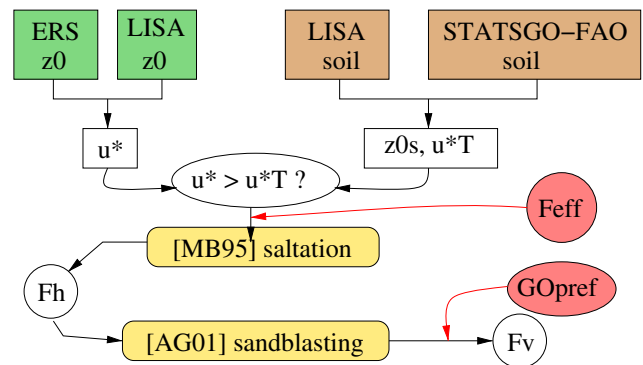 ERS
z0
LISA
z0
LISA
soil
STATSGO−FAO
soil
u*
z0s, u*T
u* > u*T ?
Feff
[MB95] saltation
Fh
GOpref
[AG01] sandblasting
Fv